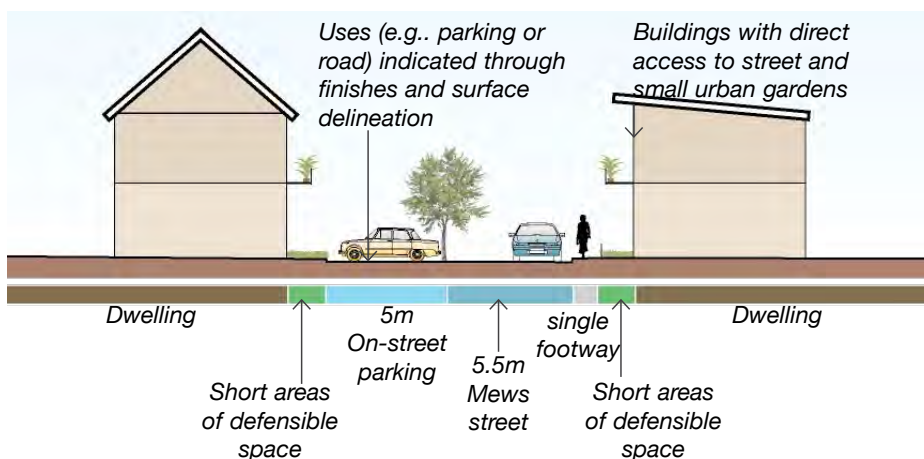 Uses (e.g.. parking or
road) indicated through
finishes and surface
delineation
Buildings with direct
access to street and
small urban gardens
Dwelling
5m
On-street
parking
single
footway
Dwelling
Short areas
of defensible
space
5.5m
Mews
street
Short areas
of defensible
space